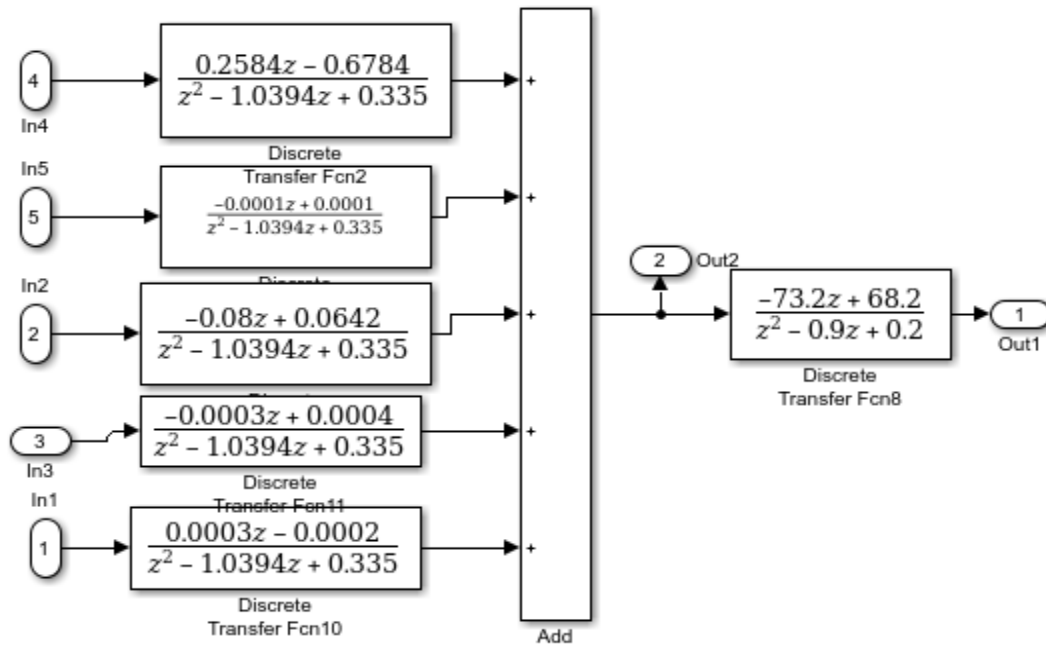 4
In4
0.2584z – 0.6784
z² – 1.0394z + 0.335
Discrete
Transfer Fcn2
+
In5
5
–0.0001z + 0.0001
z² – 1.0394z + 0.335
+
In2
2
–0.08z + 0.0642
z² – 1.0394z + 0.335
+
3
In3
–0.0003z + 0.0004
z² – 1.0394z + 0.335
Discrete
Transfer Fcn11
+
In1
1
0.0003z – 0.0002
z² – 1.0394z + 0.335
Discrete
Transfer Fcn10
+
Add
2
Out2
–73.2z + 68.2
z² – 0.9z + 0.2
Discrete
Transfer Fcn8
1
Out1